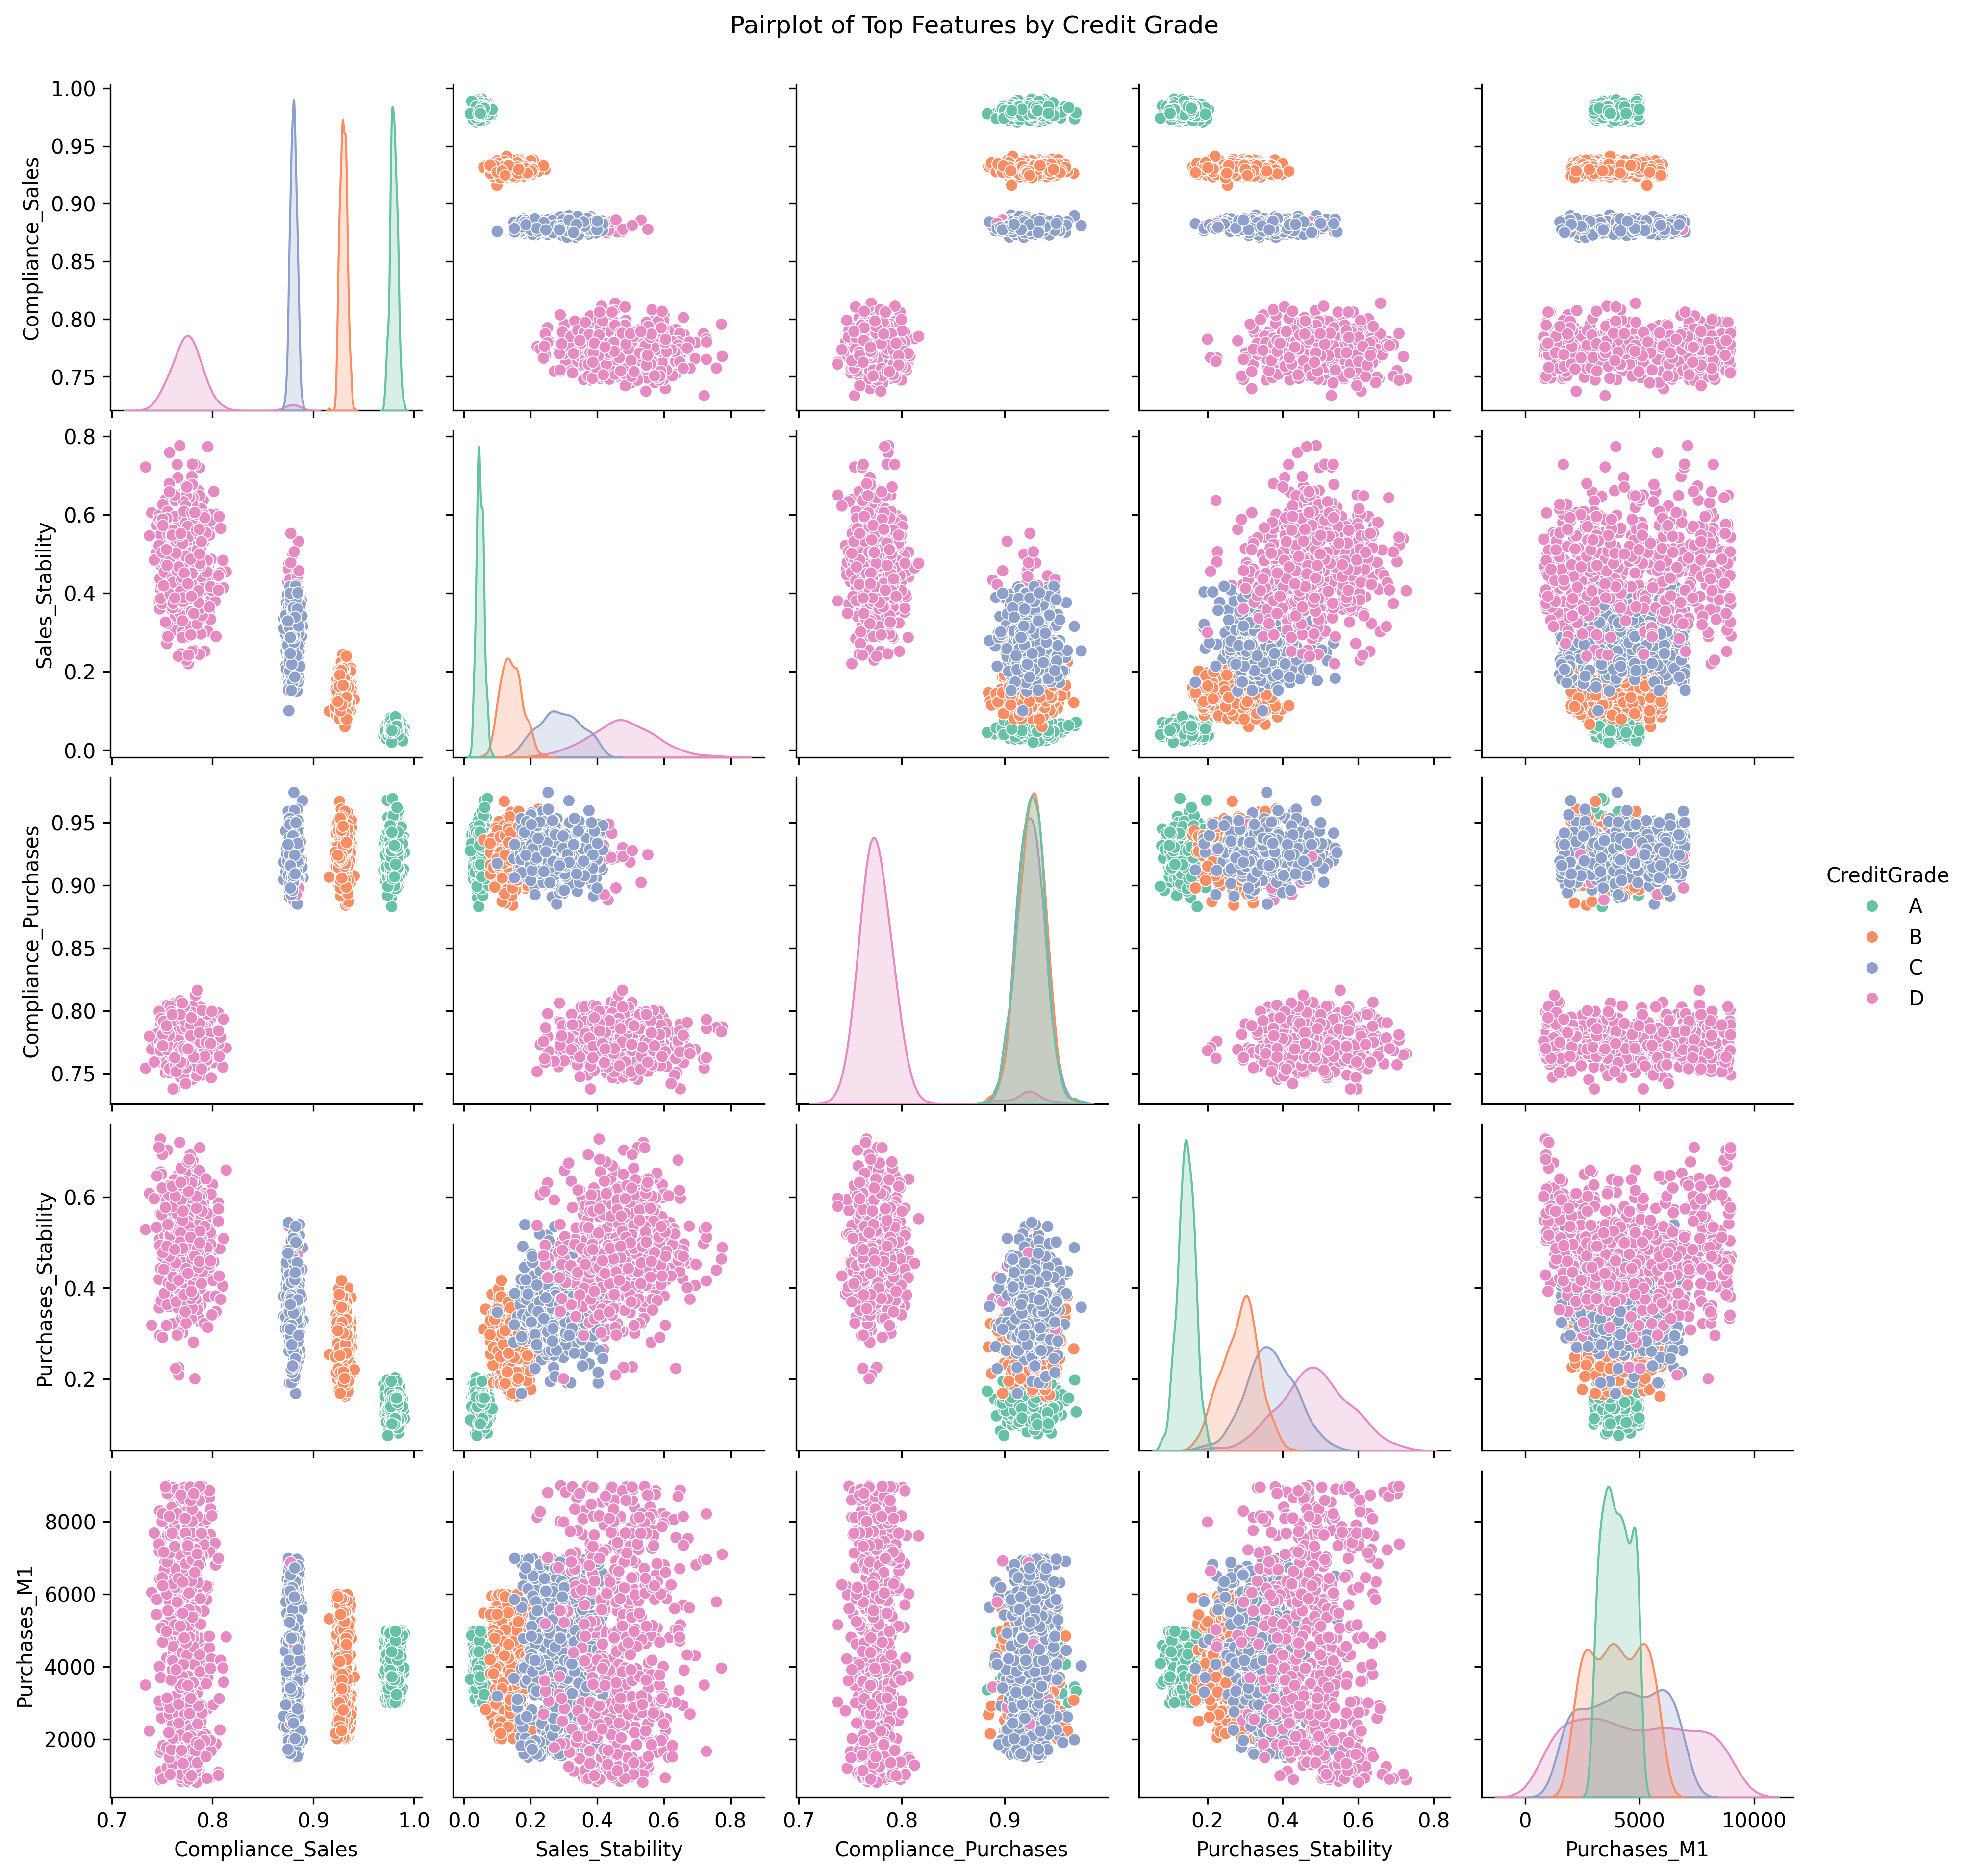 Pairplot of Top Features by Credit Grade
1.00
0.95
0.90
0.85
0.80
0.75
Compliance_Sales
0.8
0.6
0.4
0.2
0.0
Sales_Stability
0.95
0.90
0.85
0.80
0.75
Compliance_Purchases
CreditGrade
A
B
C
D
0.6
0.4
0.2
Purchases_Stability
8000
6000
4000
2000
Purchases_M1
0.7 0.8 0.9 1.0
0.0 0.2 0.4 0.6 0.8
0.7 0.8 0.9
0.2 0.4 0.6 0.8
0 5000 10000
Compliance_Sales
Sales_Stability
Compliance_Purchases
Purchases_Stability
Purchases_M1